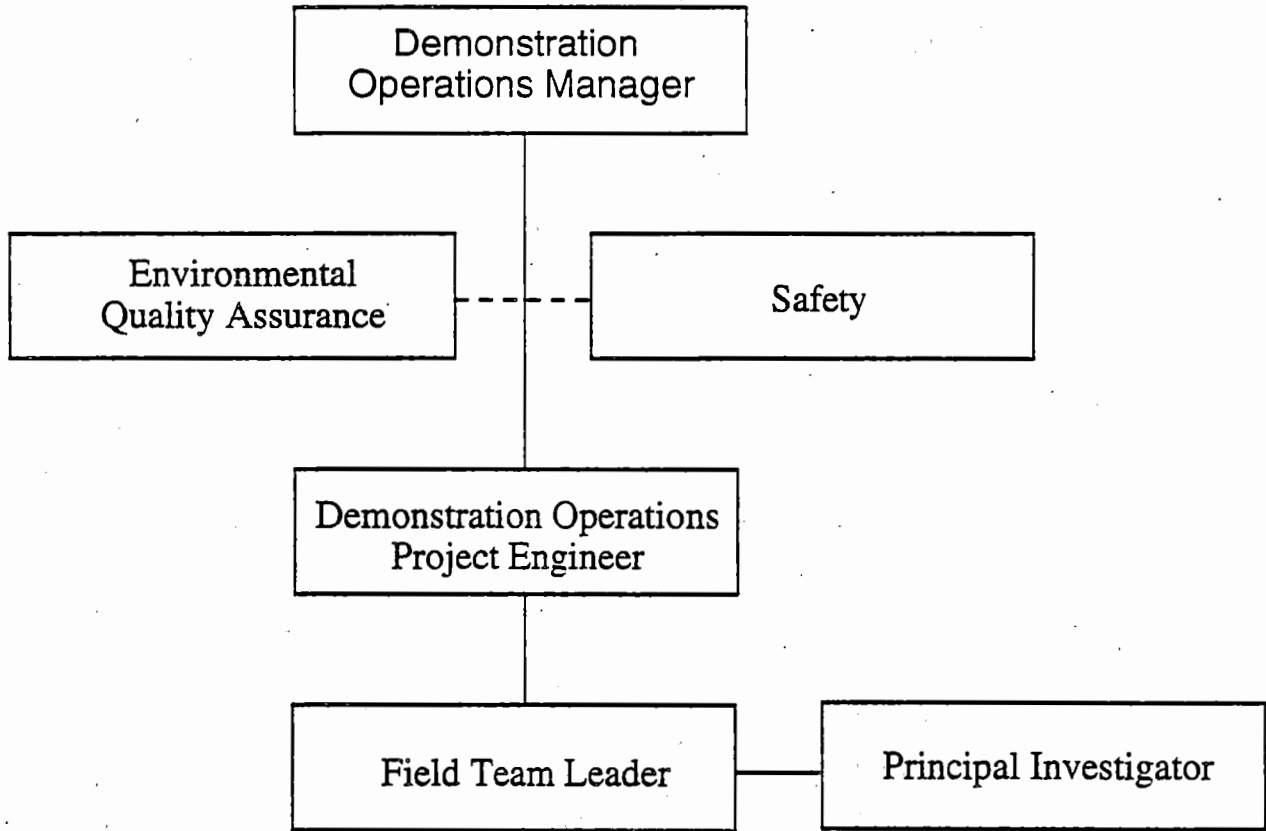 Demonstration
Operations Manager
Environmental
Quality Assurance
Safety
Demonstration Operations
Project Engineer
Field Team Leader
Principal Investigator